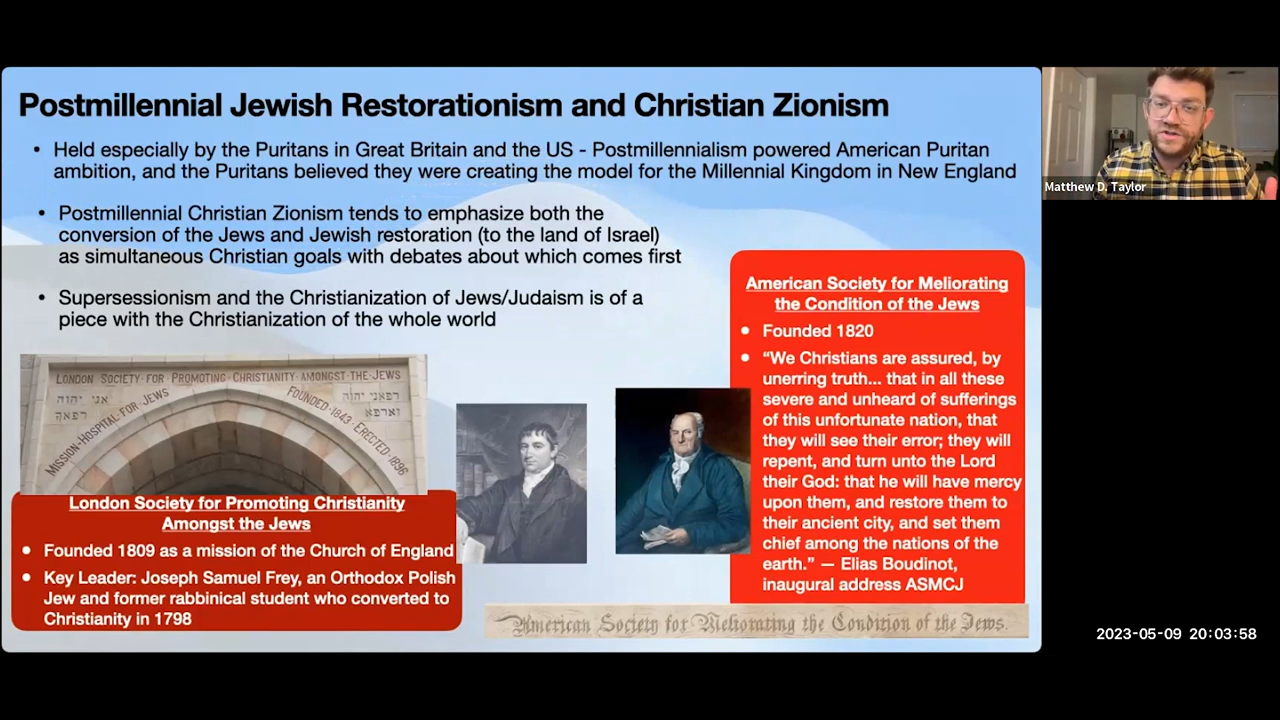 Postmillennial Jewish Restorationism and Christian Zionism
• Held especially by the Puritans in Great Britain and the US - Postmillennialism powered American Puritan
ambition, and the Puritans believed they were creating the model for the Millennial Kingdom in New England
• Postmillennial Christian Zionism tends to emphasize both the
conversion of the Jews and Jewish restoration (to the land of Israel)
as simultaneous Christian goals with debates about which comes first
• Supersessionism and the Christianization of Jews/Judaism is of a
piece with the Christianization of the whole world
LONDON SOCIETY·FOR·PROMOTING·CHRISTIANITY·AMONGST·THE·JEWS
אני יהוה
רפאך
רפאני יהוה
וארפא
MISSION·HOSPITAL·FOR·JEWS
FOUNDED·1843·ERECTED·1896
London Society for Promoting Christianity
Amongst the Jews
• Founded 1809 as a mission of the Church of England
• Key Leader: Joseph Samuel Frey, an Orthodox Polish
Jew and former rabbinical student who converted to
Christianity in 1798
American Society for Meliorating
the Condition of the Jews
• Founded 1820
• “We Christians are assured, by
unerring truth... that in all these
severe and unheard of sufferings
of this unfortunate nation, that
they will see their error; they will
repent, and turn unto the Lord
their God: that he will have mercy
upon them, and restore them to
their ancient city, and set them
chief among the nations of the
earth.” — Elias Boudinot,
inaugural address ASMCJ
American Society for Meliorating the Condition of the Jews.
Matthew D. Taylor
2023-05-09 20:03:58